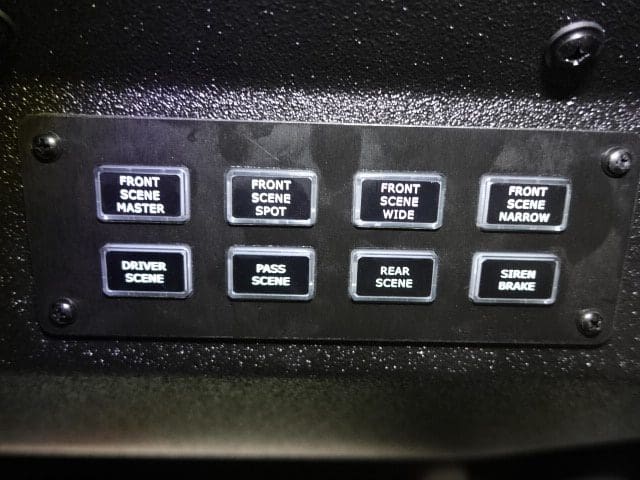 FRONT
SCENE
MASTER
FRONT
SCENE
SPOT
FRONT
SCENE
WIDE
FRONT
SCENE
NARROW
DRIVER
SCENE
PASS
SCENE
REAR
SCENE
SIREN
BRAKE